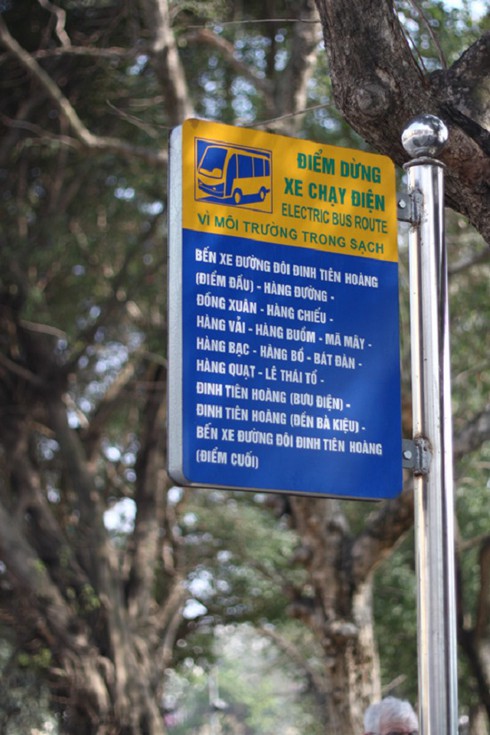 ĐIỂM DỪNG
XE CHẠY ĐIỆN
ELECTRIC BUS ROUTE
VÌ MÔI TRƯỜNG TRONG SẠCH
BẾN XE ĐƯỜNG ĐÔI ĐINH TIÊN HOÀNG
(ĐIỂM ĐẦU) - HÀNG ĐƯỜNG -
ĐỒNG XUÂN - HÀNG CHIẾU -
HÀNG VẢI - HÀNG BUỒM - MÃ MÂY -
HÀNG BẠC - HÀNG BỒ - BÁT ĐÀN -
HÀNG QUẠT - LÊ THÁI TỔ -
ĐINH TIÊN HOÀNG (BƯU ĐIỆN) -
ĐINH TIÊN HOÀNG (ĐỀN BÀ KIỆU) -
BẾN XE ĐƯỜNG ĐÔI ĐINH TIÊN HOÀNG
(ĐIỂM CUỐI)